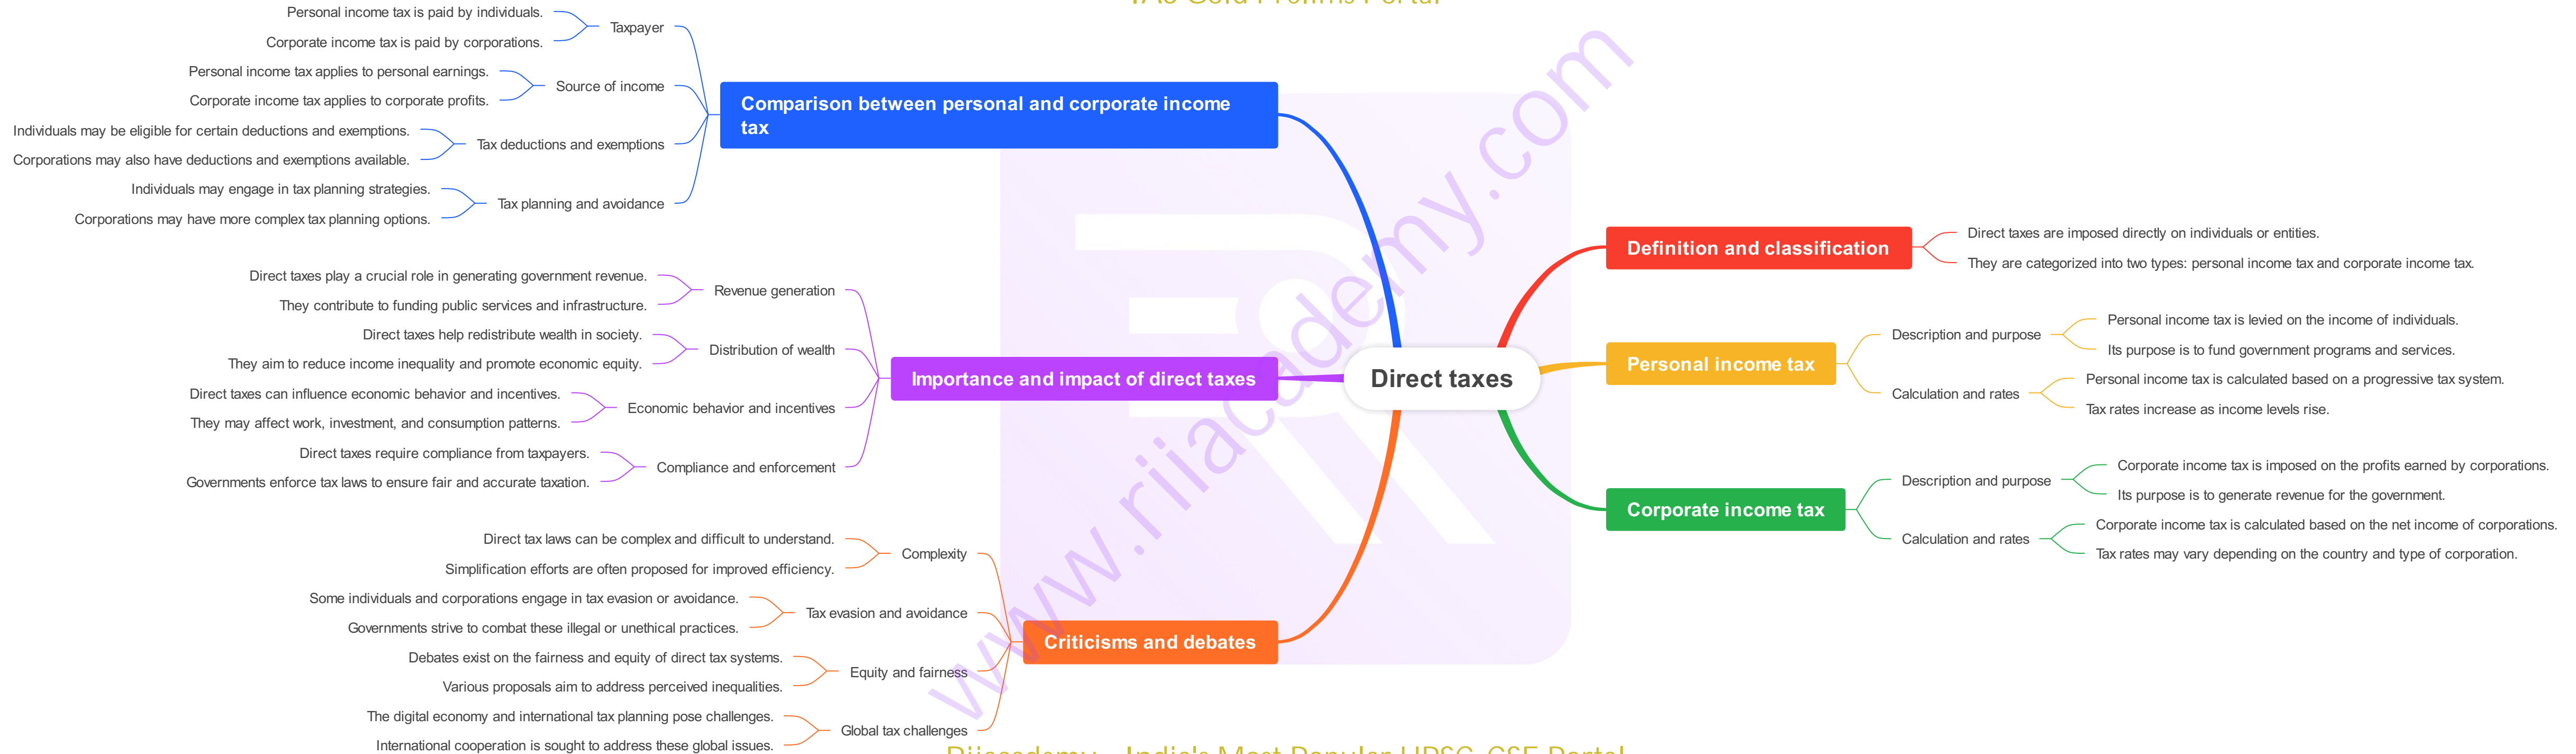 Direct taxes
Definition and classification
Direct taxes are imposed directly on individuals or entities.
They are categorized into two types: personal income tax and corporate income tax.
Personal income tax
Description and purpose
Personal income tax is levied on the income of individuals.
Its purpose is to fund government programs and services.
Calculation and rates
Personal income tax is calculated based on a progressive tax system.
Tax rates increase as income levels rise.
Corporate income tax
Description and purpose
Corporate income tax is imposed on the profits earned by corporations.
Its purpose is to generate revenue for the government.
Calculation and rates
Corporate income tax is calculated based on the net income of corporations.
Tax rates may vary depending on the country and type of corporation.
Comparison between personal and corporate income
tax
Taxpayer
Personal income tax is paid by individuals.
Corporate income tax is paid by corporations.
Source of income
Personal income tax applies to personal earnings.
Corporate income tax applies to corporate profits.
Tax deductions and exemptions
Individuals may be eligible for certain deductions and exemptions.
Corporations may also have deductions and exemptions available.
Tax planning and avoidance
Individuals may engage in tax planning strategies.
Corporations may have more complex tax planning options.
Importance and impact of direct taxes
Revenue generation
Direct taxes play a crucial role in generating government revenue.
They contribute to funding public services and infrastructure.
Distribution of wealth
Direct taxes help redistribute wealth in society.
They aim to reduce income inequality and promote economic equity.
Economic behavior and incentives
Direct taxes can influence economic behavior and incentives.
They may affect work, investment, and consumption patterns.
Compliance and enforcement
Direct taxes require compliance from taxpayers.
Governments enforce tax laws to ensure fair and accurate taxation.
Criticisms and debates
Complexity
Direct tax laws can be complex and difficult to understand.
Simplification efforts are often proposed for improved efficiency.
Tax evasion and avoidance
Some individuals and corporations engage in tax evasion or avoidance.
Governments strive to combat these illegal or unethical practices.
Equity and fairness
Debates exist on the fairness and equity of direct tax systems.
Various proposals aim to address perceived inequalities.
Global tax challenges
The digital economy and international tax planning pose challenges.
International cooperation is sought to address these global issues.
www.rijiacademy.com
India's Most Popular UPSC-CSE Portal